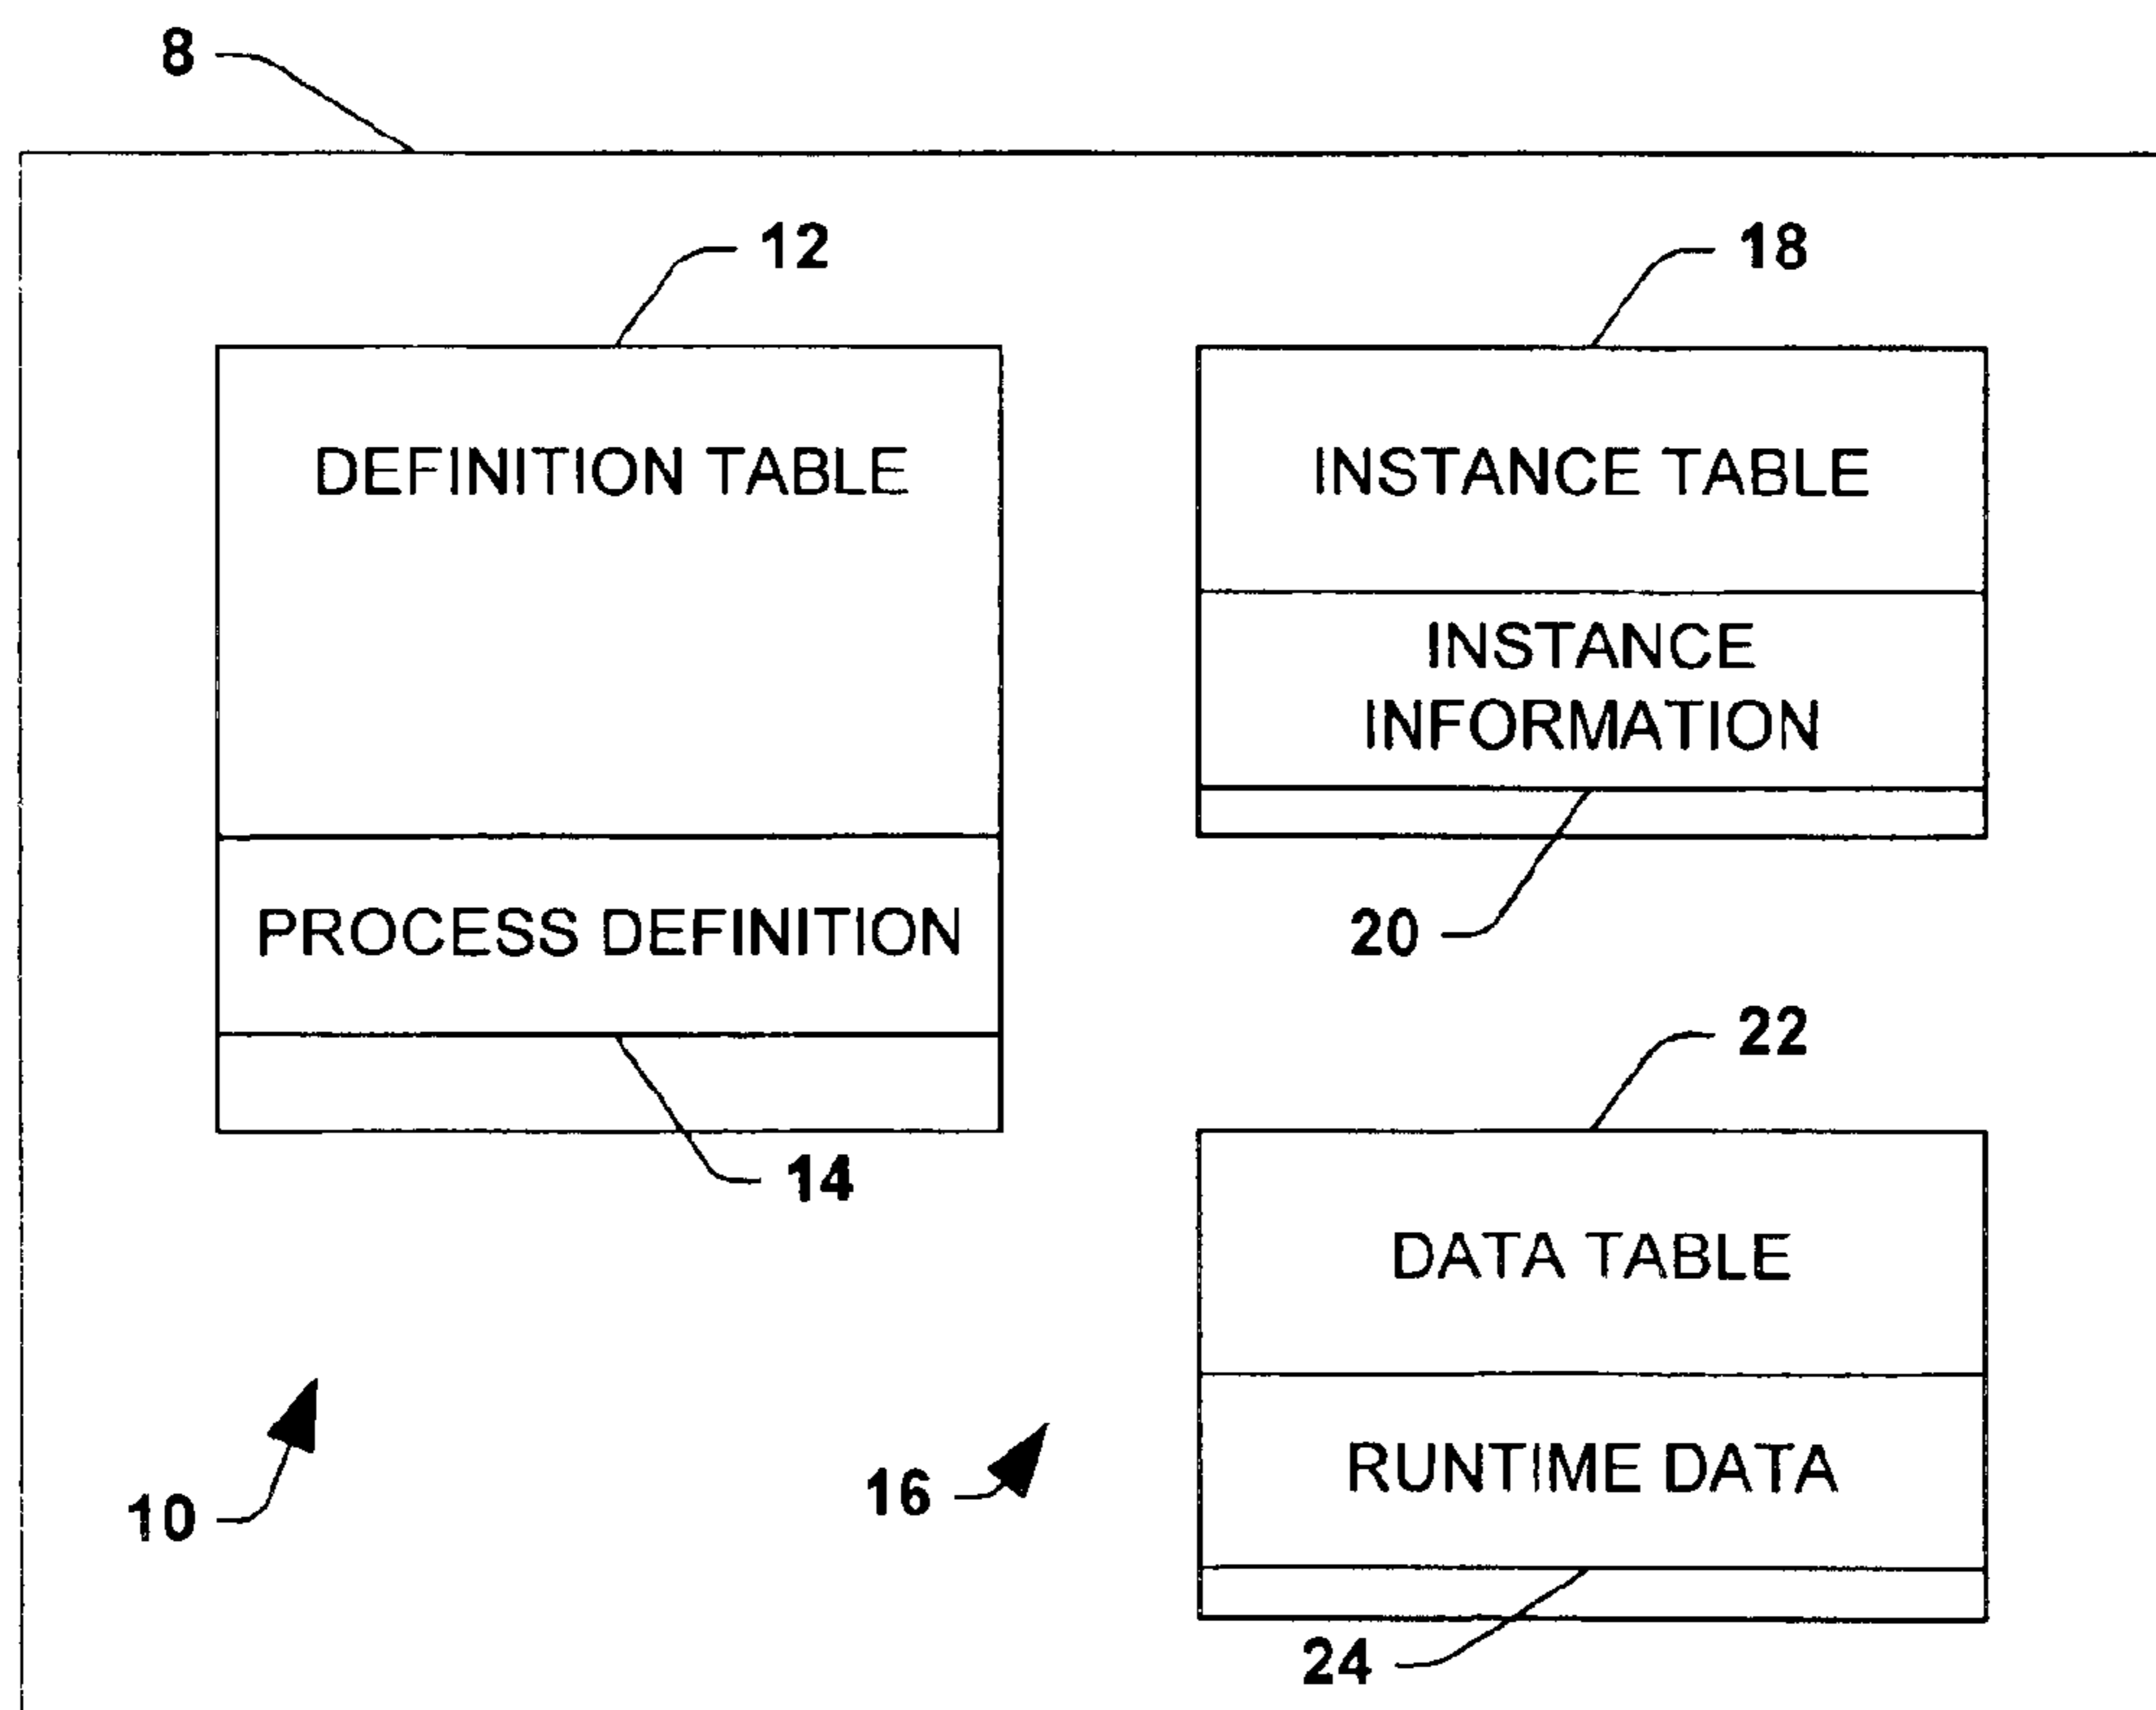 8
12
18
DEFINITION TABLE
INSTANCE TABLE
INSTANCE
INFORMATION
PROCESS DEFINITION
20
22
14
DATA TABLE
RUNTIME DATA
16
10
24